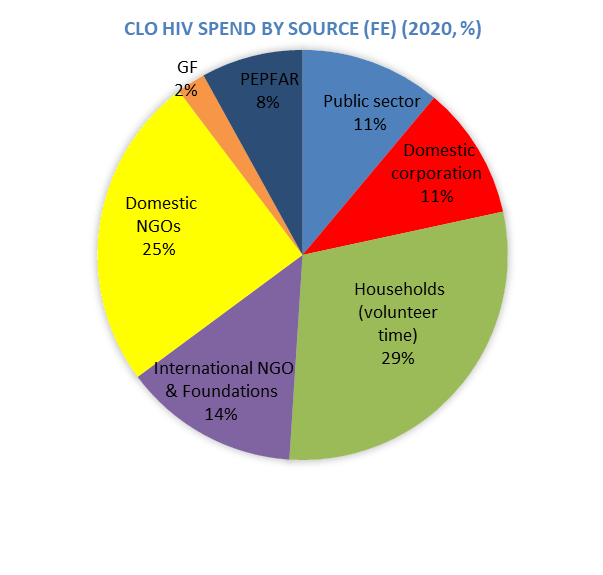 CLO HIV SPEND BY SOURCE (FE) (2020, %)
GF
2%
PEPFAR
8%
Public sector
11%
Domestic
corporation
11%
Domestic
NGOs
25%
Households
(volunteer
time)
29%
International NGO
& Foundations
14%